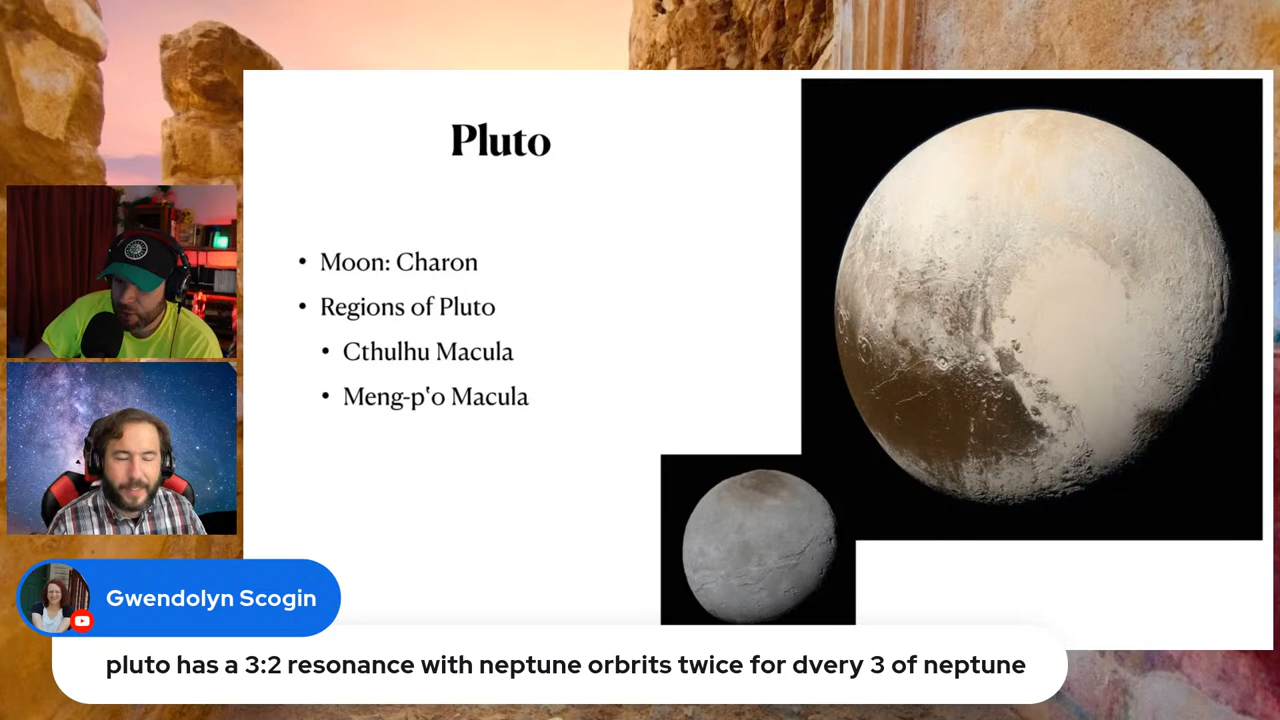 Pluto
• Moon: Charon
• Regions of Pluto
• Cthulhu Macula
• Meng-p‛o Macula
Gwendolyn Scogin
pluto has a 3:2 resonance with neptune orbrits twice for dvery 3 of neptune